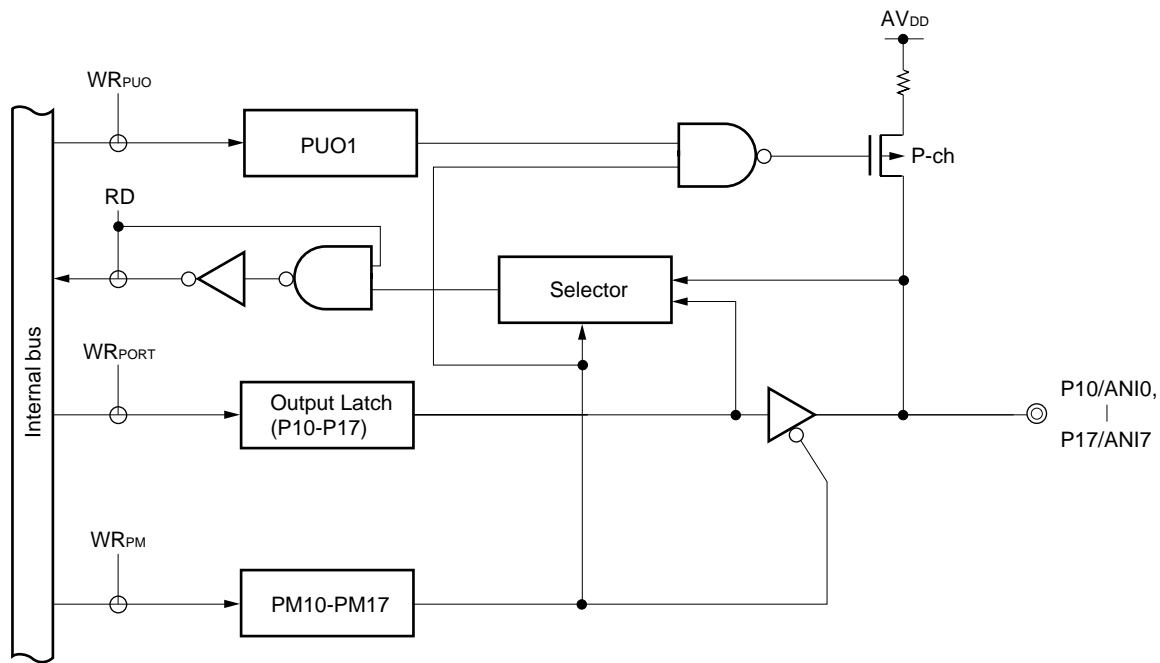 AVDD
WRPUO
PUO1
P-ch
RD
Selector
Internal bus
WRPORT
Output Latch
(P10-P17)
P10/ANI0,
P17/ANI7
WRPM
PM10-PM17